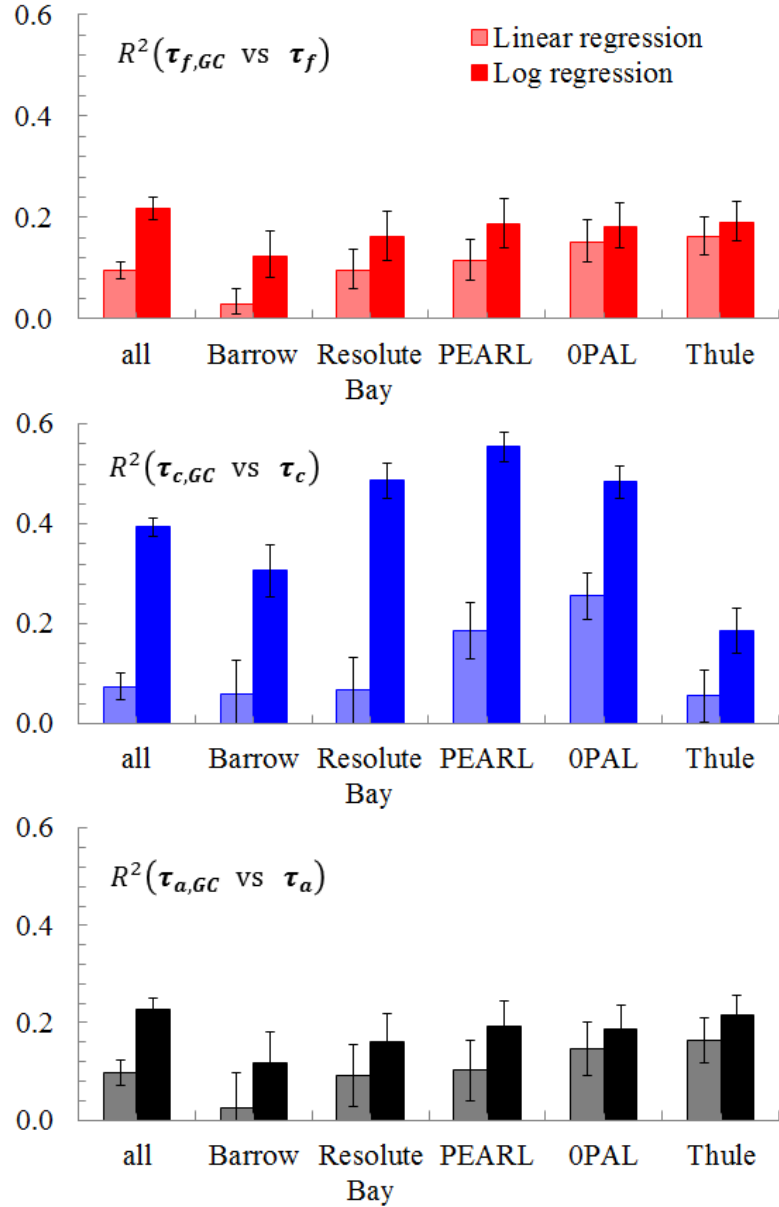 0.6
R²(τf,GC vs τf)
Linear regression
Log regression
0.4
0.2
0.0
all Barrow Resolute Bay PEARL 0PAL Thule
0.6
R²(τc,GC vs τc)
0.4
0.2
0.0
all Barrow Resolute Bay PEARL 0PAL Thule
0.6
R²(τa,GC vs τa)
0.4
0.2
0.0
all Barrow Resolute Bay PEARL 0PAL Thule